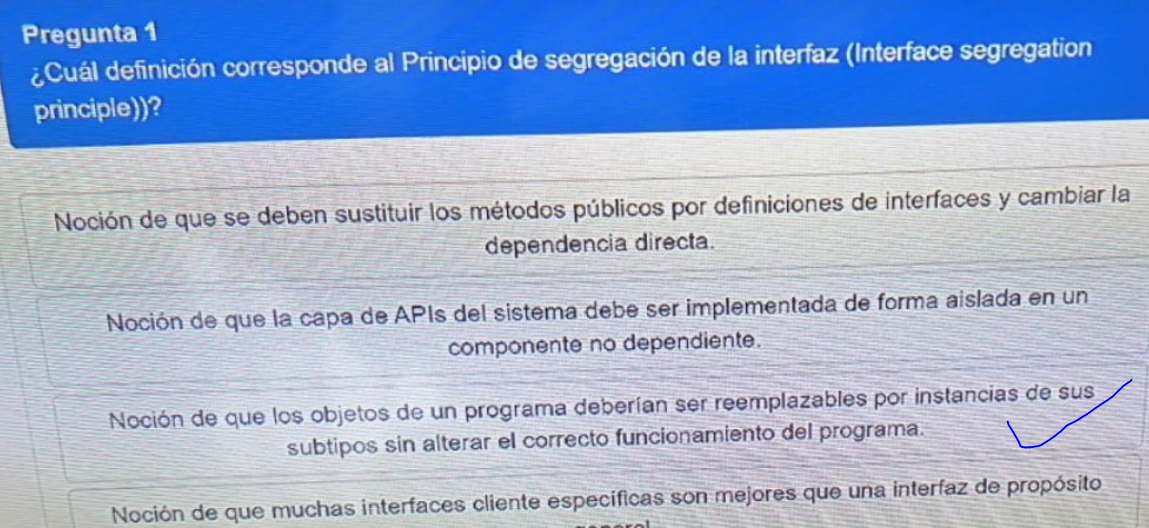 Pregunta 1
¿Cuál definición corresponde al Principio de segregación de la interfaz (Interface segregation
principle))?
Noción de que se deben sustituir los métodos públicos por definiciones de interfaces y cambiar la
dependencia directa.
Noción de que la capa de APIs del sistema debe ser implementada de forma aislada en un
componente no dependiente.
Noción de que los objetos de un programa deberían ser reemplazables por instancias de sus
subtipos sin alterar el correcto funcionamiento del programa.
Noción de que muchas interfaces cliente específicas son mejores que una interfaz de propósito